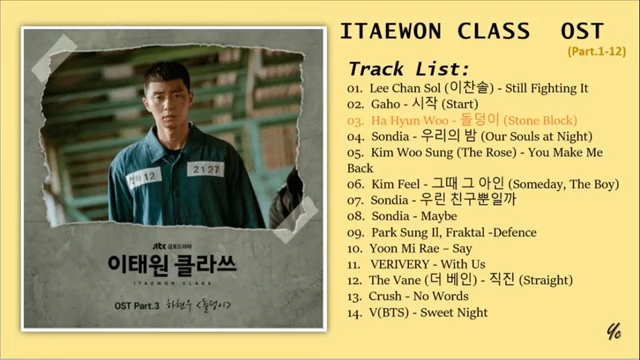 ITAEWON CLASS OST
(Part.1-12)
Track List:
01. Lee Chan Sol (이찬솔) - Still Fighting It
02. Gaho - 시작 (Start)
03. Ha Hyun Woo - 돌덩이 (Stone Block)
04. Sondia - 우리의 밤 (Our Souls at Night)
05. Kim Woo Sung (The Rose) - You Make Me
Back
06. Kim Feel - 그때 그 아인 (Someday, The Boy)
07. Sondia - 우린 친구뿐일까
08. Sondia - Maybe
09. Park Sung Il, Fraktal -Defence
10. Yoon Mi Rae – Say
11. VERIVERY - With Us
12. The Vane (더 베인) - 직진 (Straight)
13. Crush - No Words
14. V(BTS) - Sweet Night
12 2127
JTBC 금토드라마
이태원 클라쓰
ITAEWON CLASS
OST Part.3 하현우 <돌덩이>